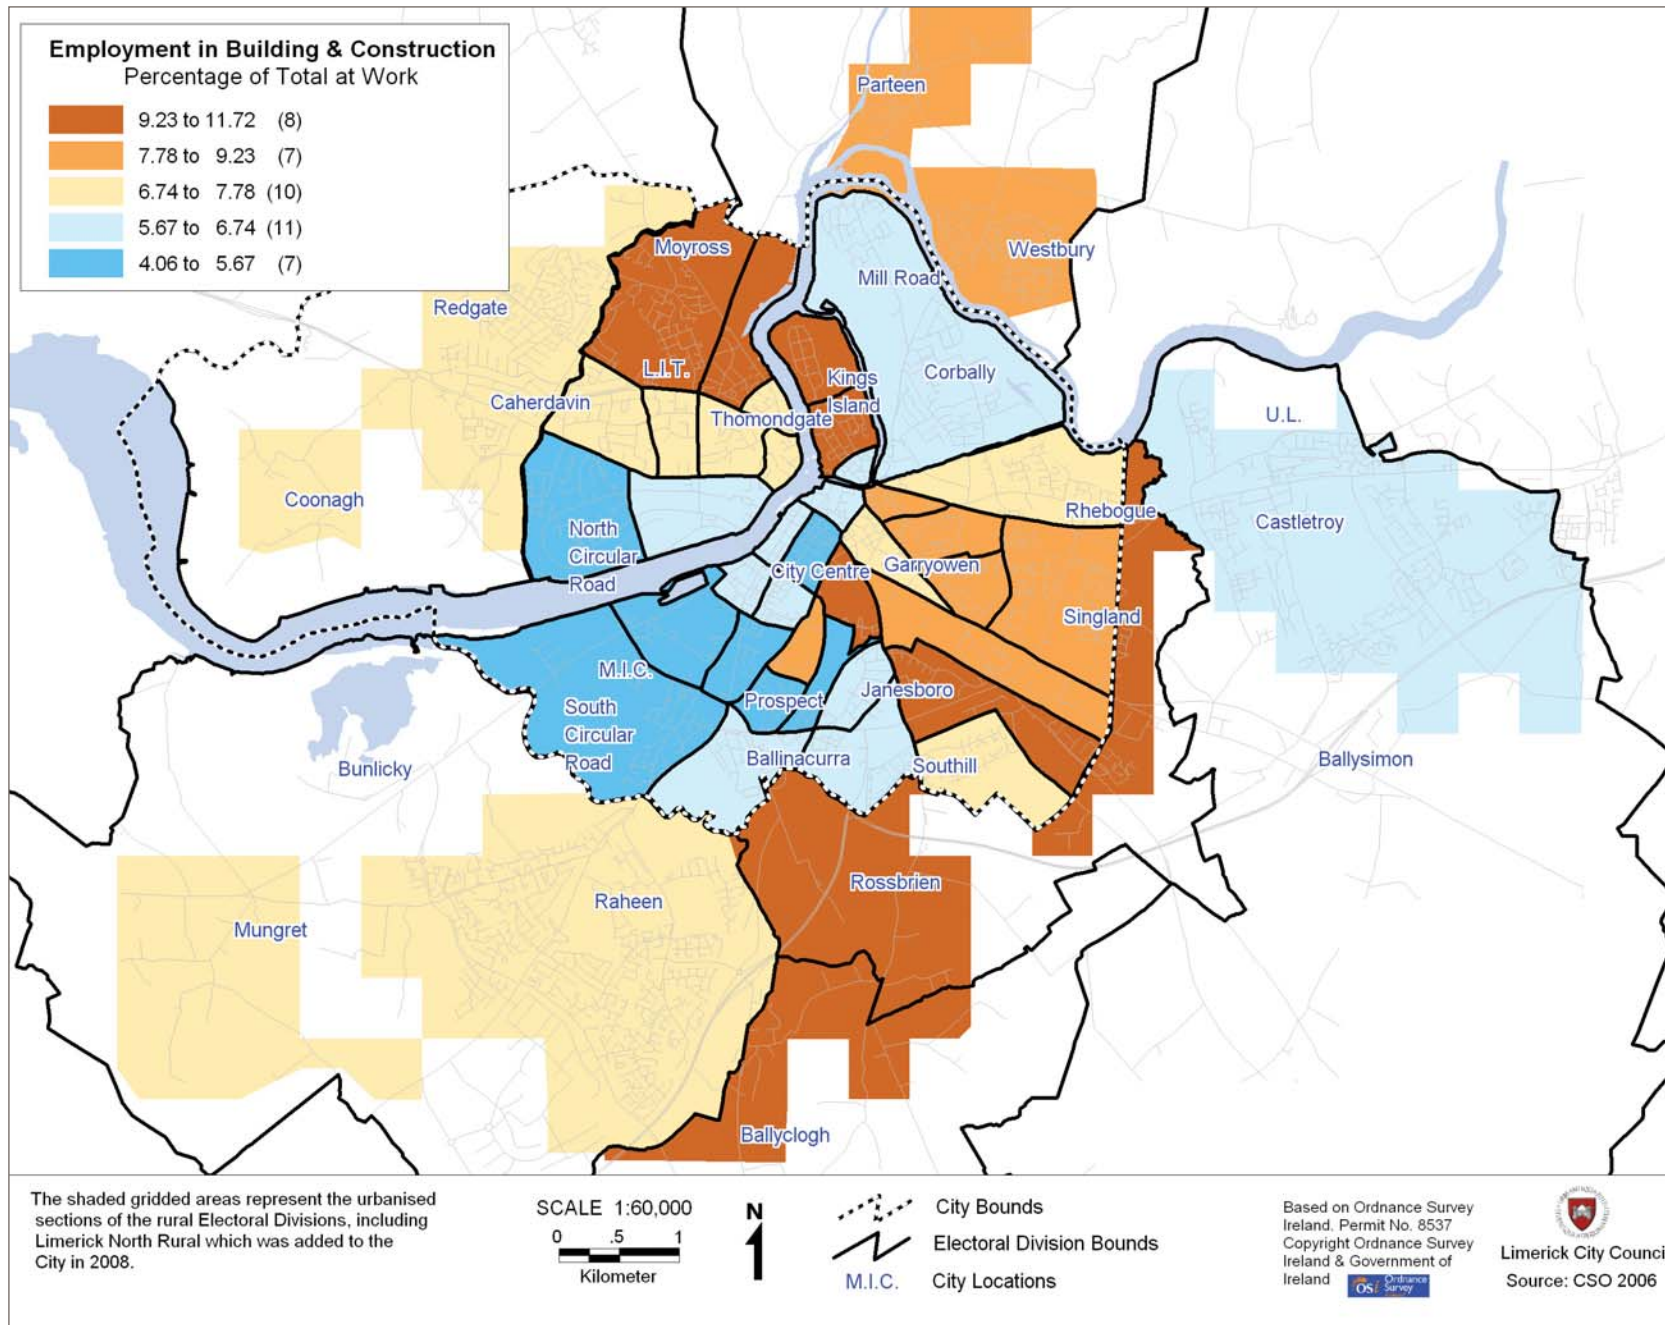 Employment in Building & Construction
Percentage of Total at Work
9.23 to 11.72 (8)
7.78 to 9.23 (7)
6.74 to 7.78 (10)
5.67 to 6.74 (11)
4.06 to 5.67 (7)
Parteen
Moyross
Westbury
Mill Road
Redgate
L.I.T.
Corbally
Kings
Island
Caherdavin
Thomondgate
U.L.
Coonagh
Rhebogue
Castletroy
North
Circular
Road
City Centre
Garryowen
Singland
M.I.C.
Prospect
Janesboro
South
Circular
Road
Bunlicky
Ballinacurra
Southill
Ballysimon
Raheen
Rossbrien
Mungret
Ballyclogh
The shaded gridded areas represent the urbanised
sections of the rural Electoral Divisions, including
Limerick North Rural which was added to the
City in 2008.
SCALE 1:60,000
0 .5 1
Kilometer
N
City Bounds
Electoral Division Bounds
M.I.C. City Locations
Based on Ordnance Survey
Ireland. Permit No. 8537
Copyright Ordnance Survey
Ireland & Government of
Ireland
OSi Ordnance
Survey
Limerick City Counci
Source: CSO 2006